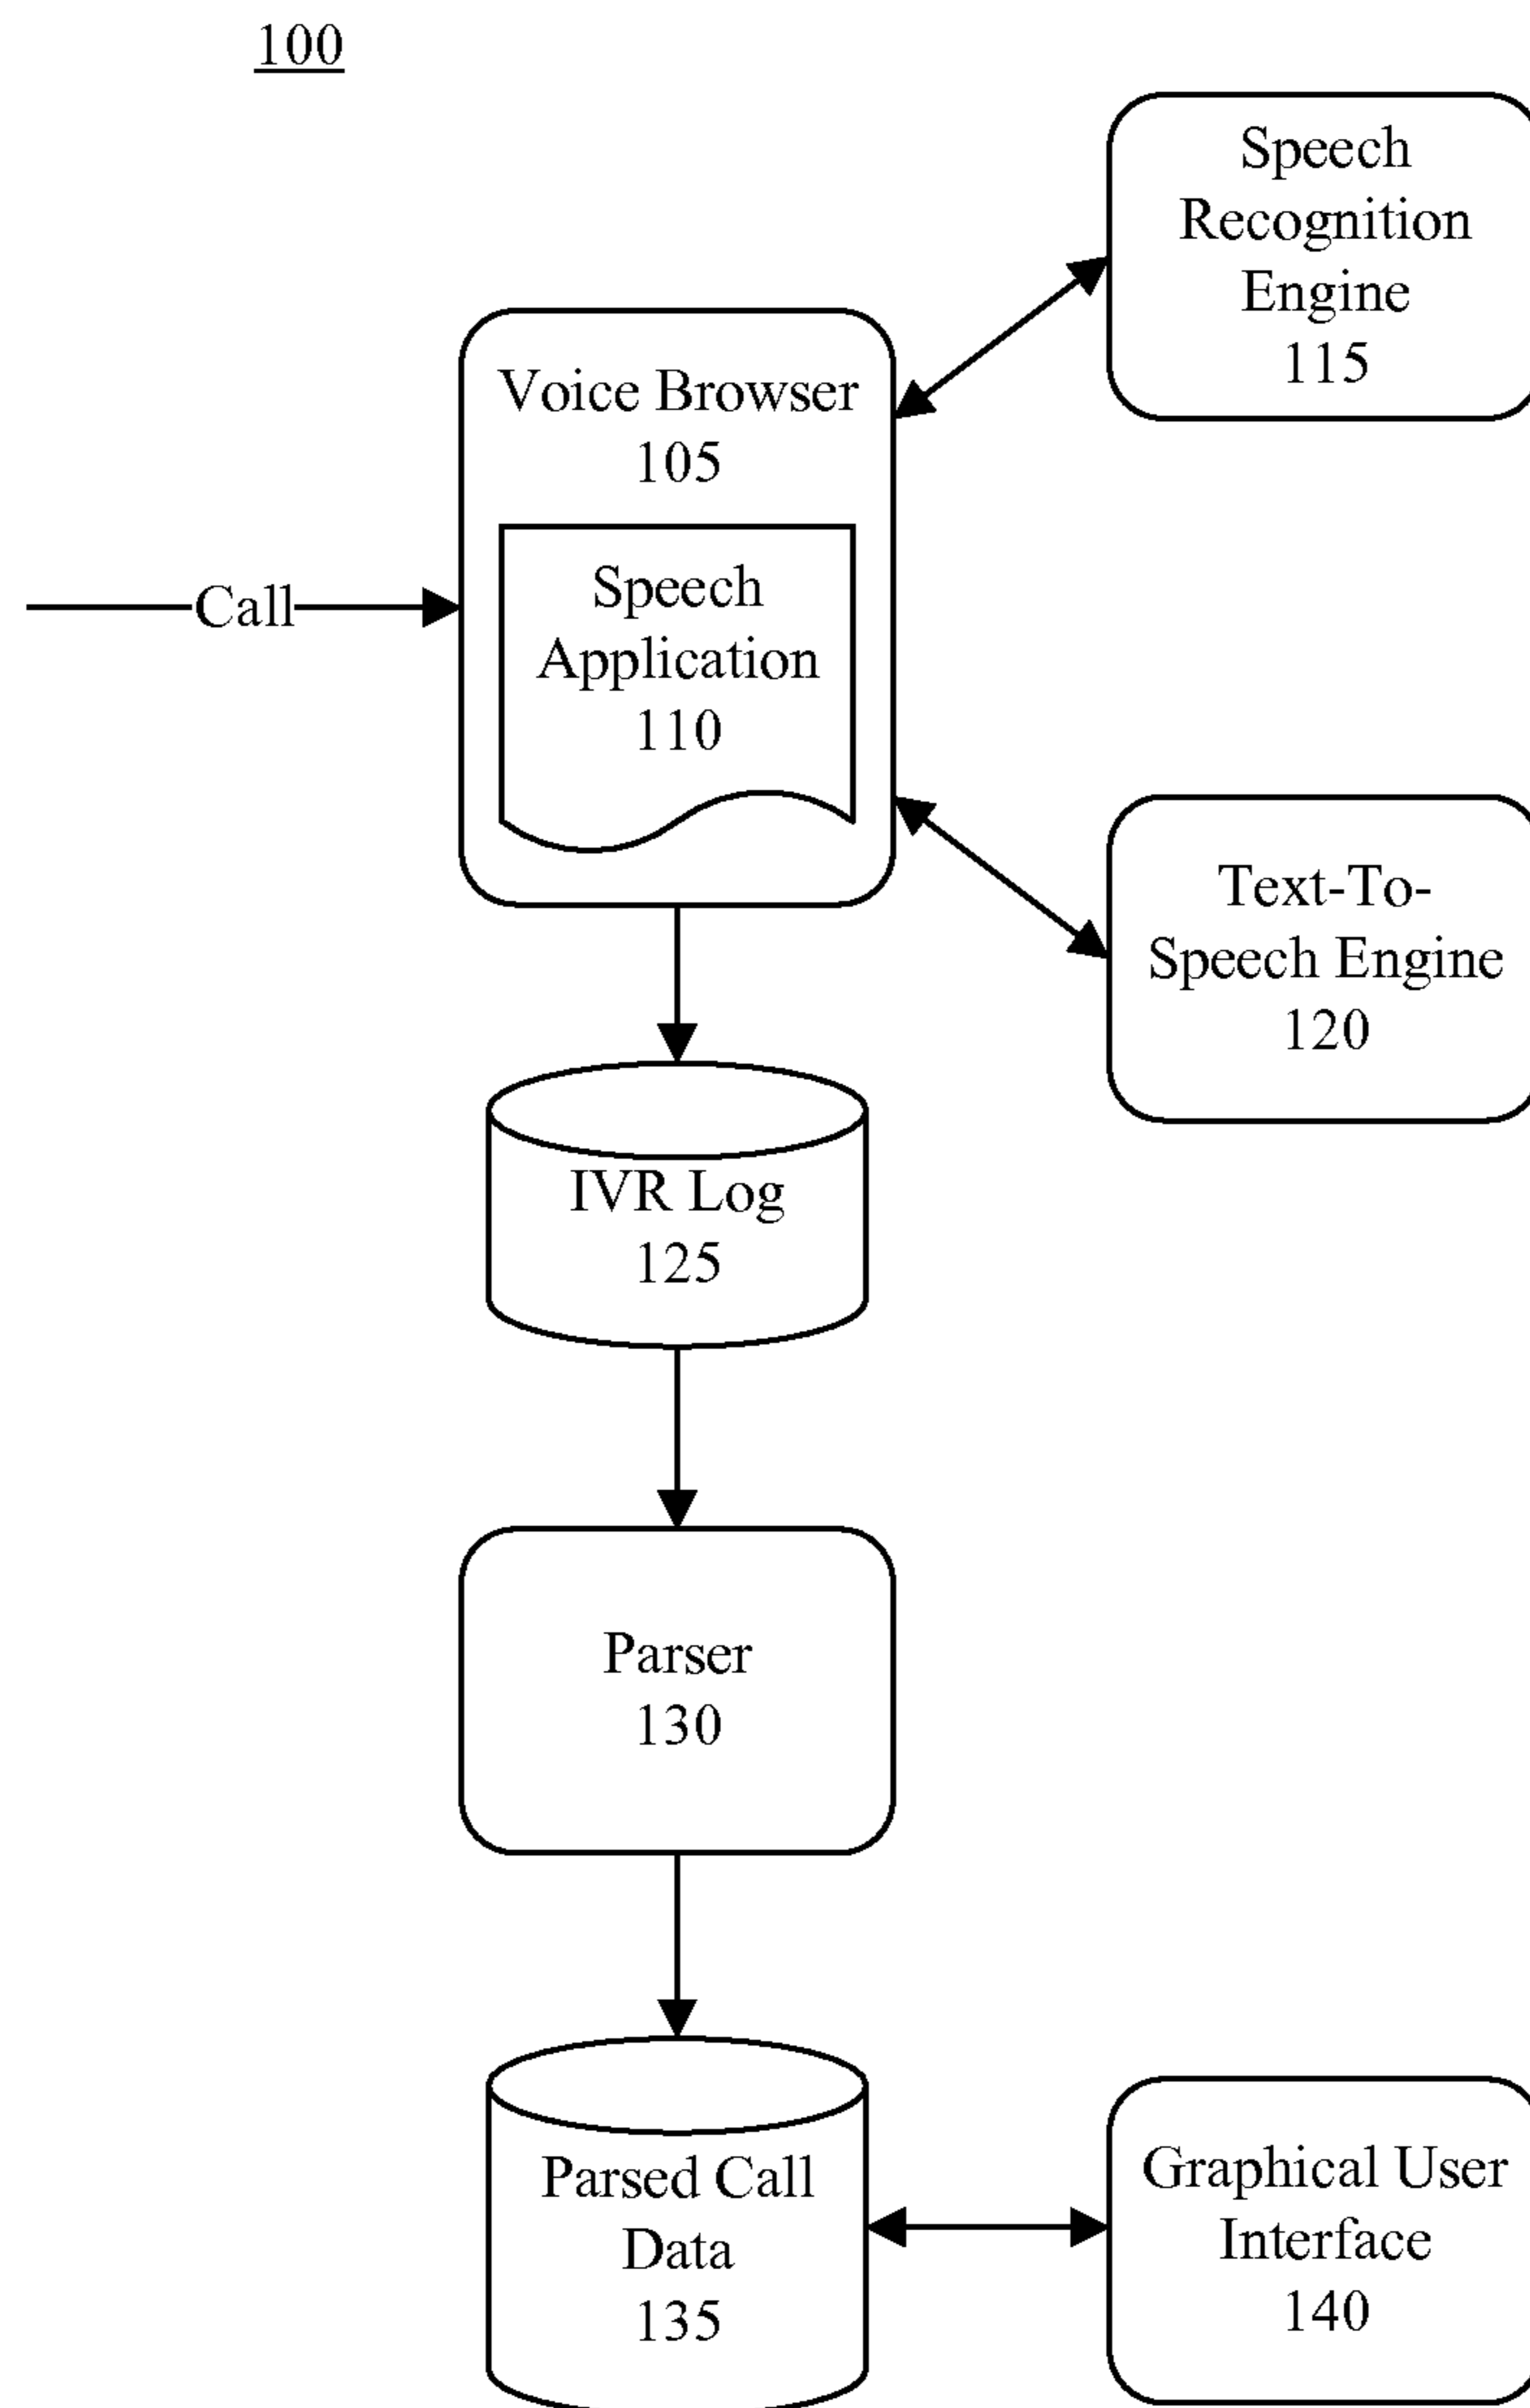 100
Speech
Recognition
Engine
115
Voice Browser
105
Call
Speech
Application
110
Text-To-
Speech Engine
120
IVR Log
125
Parser
130
Parsed Call
Data
135
Graphical User
Interface
140